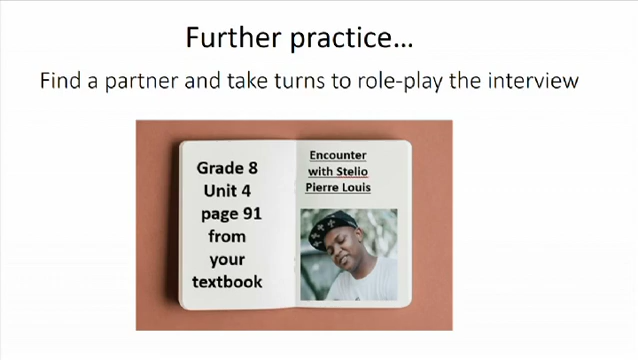 Further practice...
Find a partner and take turns to role-play the interview
Grade 8
Unit 4
page 91
from
your
textbook
Encounter
with Stelio
Pierre Louis